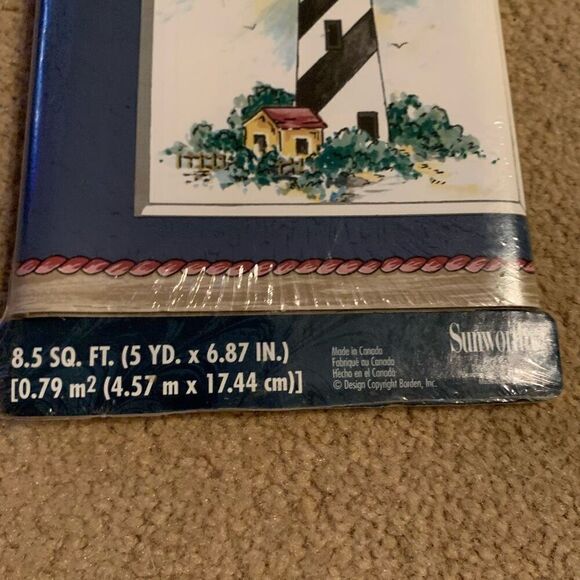 8.5 SQ. FT. (5 YD. x 6.87 IN.)
[0.79 m² (4.57 m x 17.44 cm)]
Made in Canada
Fabriqué au Canada
Hecho en el Canadá
© Design Copyright Borden, Inc.